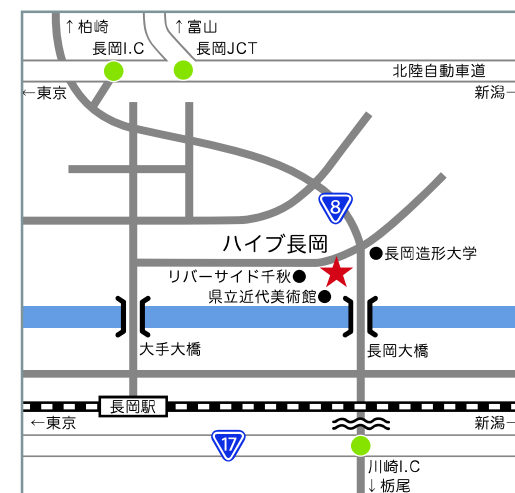 ↑柏崎
↑富山
長岡I.C
長岡JCT
北陸自動車道
←東京
新潟→
8
ハイブ長岡
長岡造形大学
リバーサイド千秋
県立近代美術館
大手大橋
長岡大橋
長岡駅
←東京
新潟→
17
川崎I.C
↓栃尾